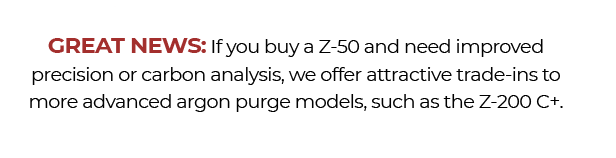 GREAT NEWS: If you buy a Z-50 and need improved
precision or carbon analysis, we offer attractive trade-ins to
more advanced argon purge models, such as the Z-200 C+.